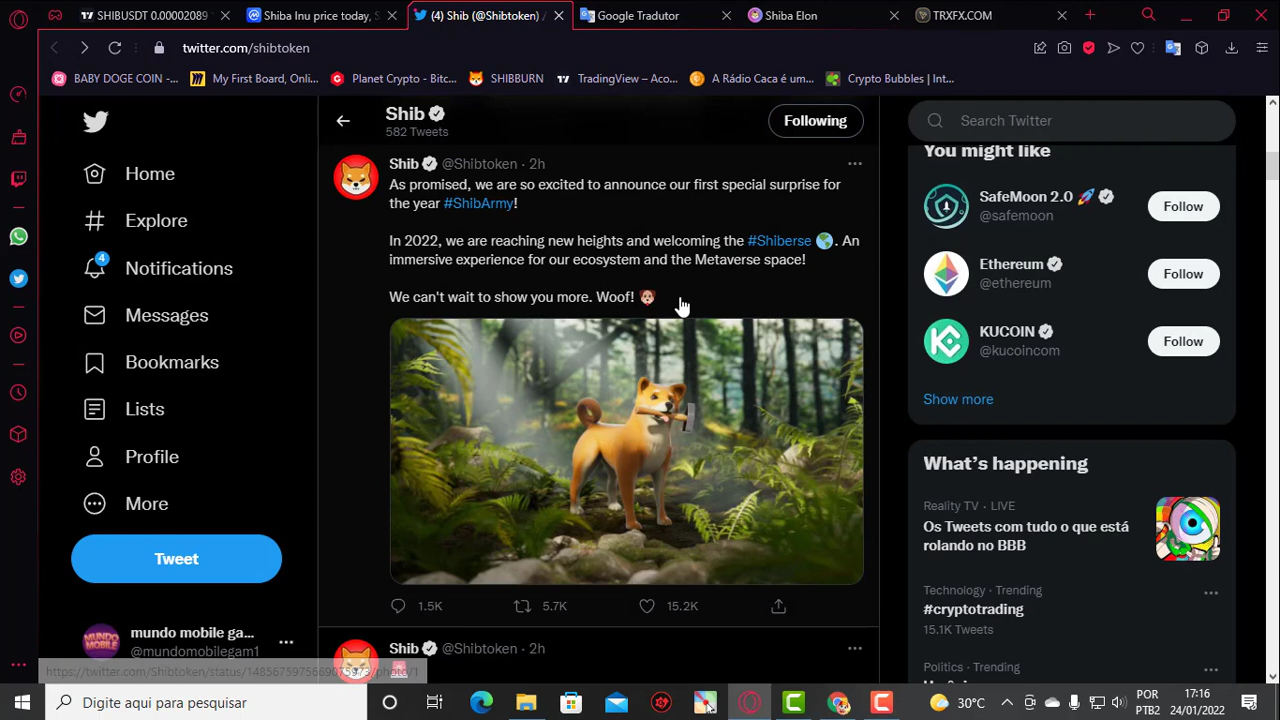 SHIBUSDT 0.00002089
Shiba Inu price today, S
(4) Shib (@Shibtoken) /
Google Tradutor
Shiba Elon
TRXFX.COM
twitter.com/shibtoken
BABY DOGE COIN -...
My First Board, Onl...
Planet Crypto - Bitc...
SHIBBURN
TradingView – Aco...
A Rádio Caca é um...
Crypto Bubbles | Int...
Home
Explore
4
Notifications
Messages
Bookmarks
Lists
Profile
More
Tweet
MUNDO MOBILE
mundo mobile ga...
@mundomobilegam1
https://twitter.com/Shibtoken/status/1485675975669075973/photo/1
Shib
582 Tweets
Following
Shib @Shibtoken · 2h
As promised, we are so excited to announce our first special surprise for
the year #ShibArmy!
In 2022, we are reaching new heights and welcoming the #Shiberse 🌎. An
immersive experience for our ecosystem and the Metaverse space!
We can't wait to show you more. Woof! 🐶
1.5K
5.7K
15.2K
Shib @Shibtoken · 2h
Search Twitter
You might like
SafeMoon 2.0 🚀
@safemoon
Follow
Ethereum
@ethereum
Follow
KUCOIN
@kucoincom
Follow
Show more
What's happening
Reality TV · LIVE
Os Tweets com tudo o que está
rolando no BBB
Technology · Trending
#cryptotrading
15.1K Tweets
Politics · Trending
Digite aqui para pesquisar
30°C
POR
PTB2
17:16
24/01/2022